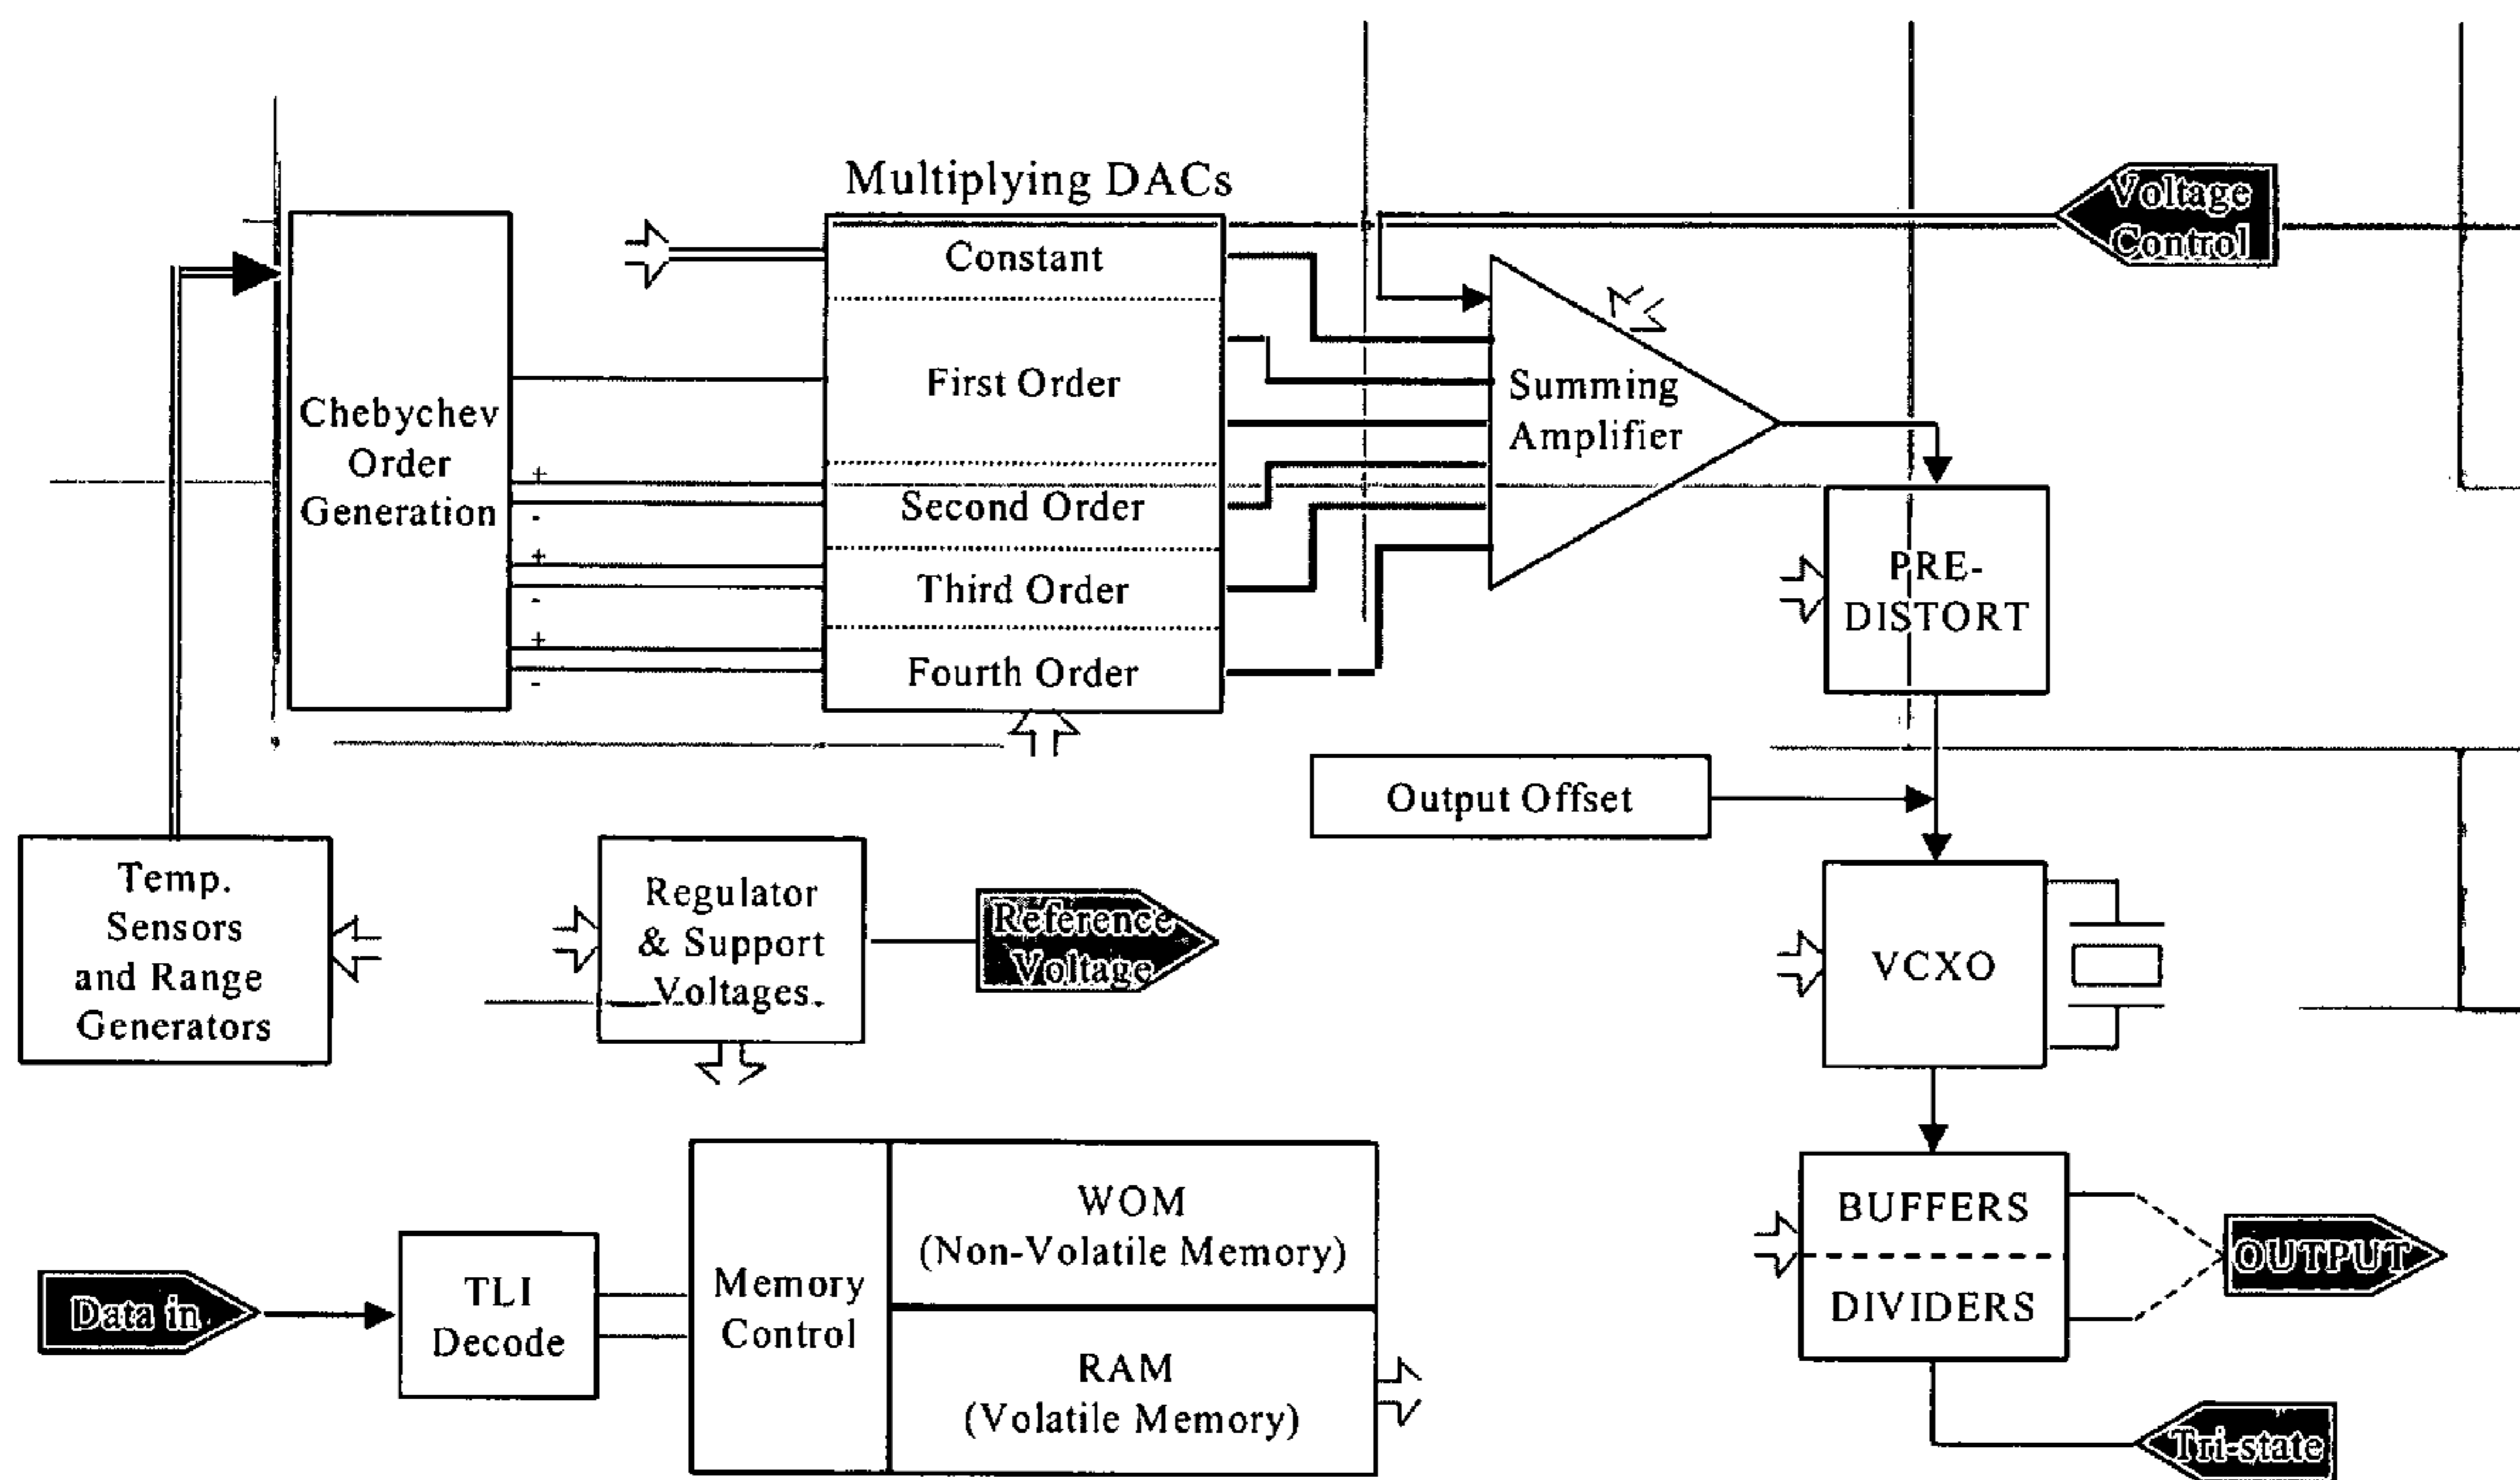 Multiplying DACs
Voltage
Control
Constant
First Order
Second Order
Third Order
Fourth Order
Chebychev
Order
Generation
+
-
+
-
+
-
Summing
Amplifier
PRE-
DISTORT
Output Offset
Temp.
Sensors
and Range
Generators
Regulator
& Support
Voltages.
Reference
Voltage
VCXO
WOM
(Non-Volatile Memory)
Memory
Control
RAM
(Volatile Memory)
Data in
TLI
Decode
BUFFERS
DIVIDERS
OUTPUT
Tri-state